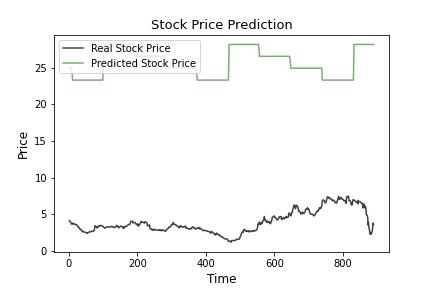 Stock Price Prediction
Real Stock Price
Predicted Stock Price
Price
25
20
15
10
5
0
0 200 400 600 800
Time